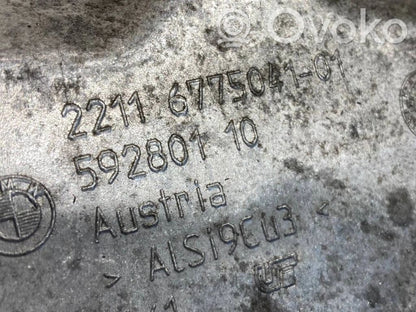 Ovoko
2211 6775041-01
592801 10
Austria
> AlSi9Cu3 <